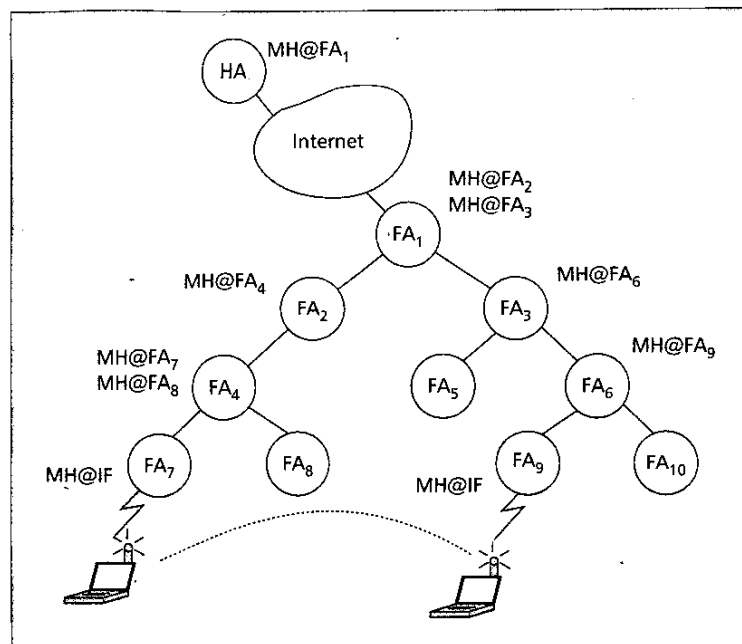 MH@FA₁
HA
Internet
MH@FA₂
MH@FA₃
FA₁
MH@FA₄
MH@FA₆
FA₂
FA₃
MH@FA₉
MH@FA₇
MH@FA₈
FA₄
FA₅
FA₆
MH@IF
FA₇
FA₈
MH@IF
FA₉
FA₁₀